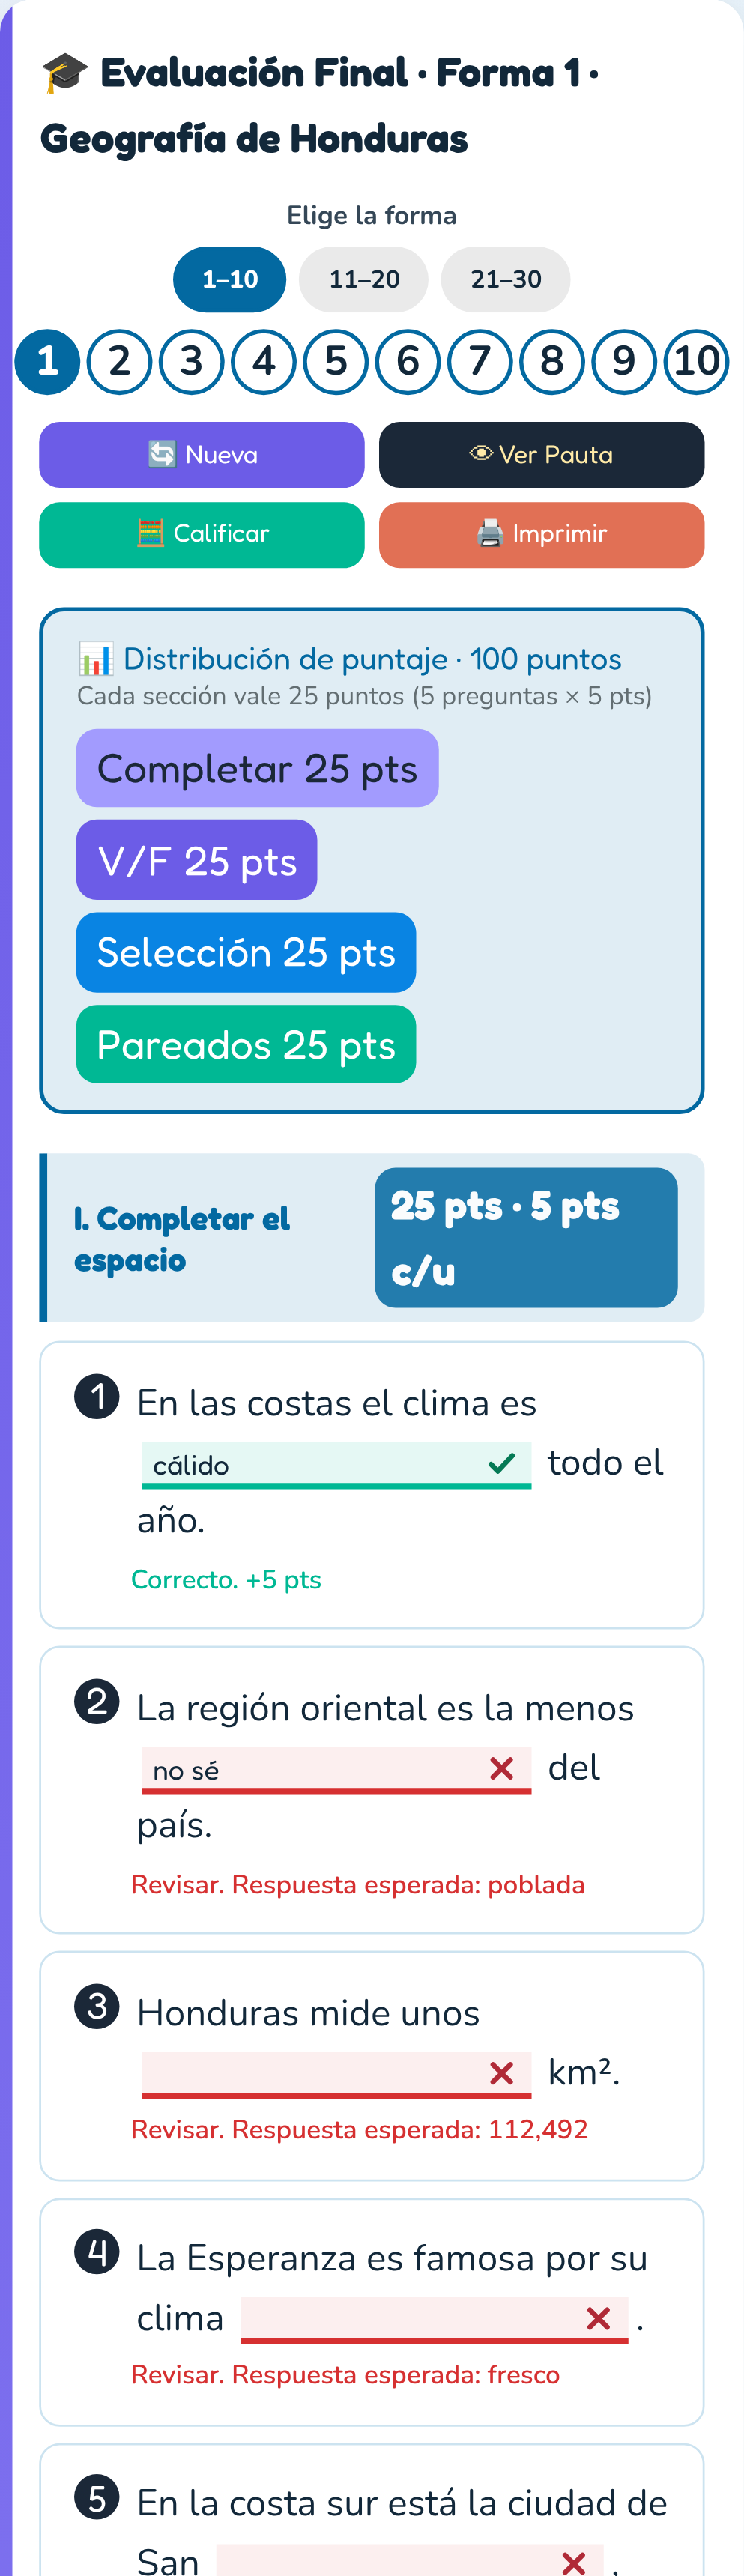 🎓 Evaluación Final · Forma 1 ·
Geografía de Honduras
Elige la forma
1–10 11–20 21–30
1 2 3 4 5 6 7 8 9 10
🔄 Nueva 👁 Ver Pauta
🧮 Calificar 🖨️ Imprimir
📊 Distribución de puntaje · 100 puntos
Cada sección vale 25 puntos (5 preguntas × 5 pts)
Completar 25 pts
V/F 25 pts
Selección 25 pts
Pareados 25 pts
I. Completar el
espacio
25 pts · 5 pts
c/u
1 En las costas el clima es
cálido ✓ todo el
año.
Correcto. +5 pts
2 La región oriental es la menos
no sé ✗ del
país.
Revisar. Respuesta esperada: poblada
3 Honduras mide unos
✗ km².
Revisar. Respuesta esperada: 112,492
4 La Esperanza es famosa por su
clima ✗ .
Revisar. Respuesta esperada: fresco
5 En la costa sur está la ciudad de
San ✗ ,